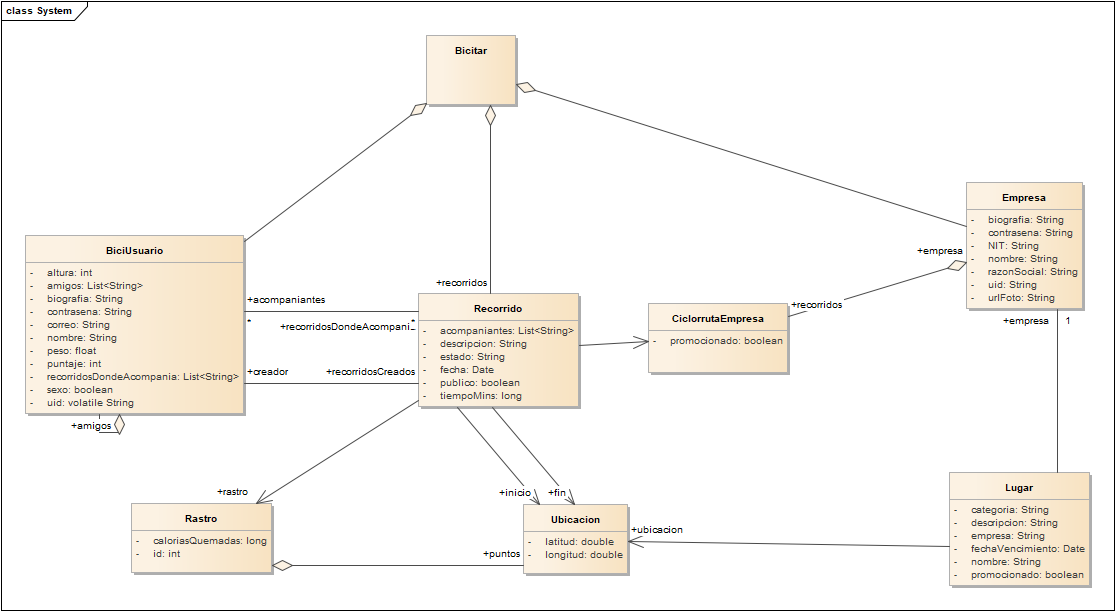 class System
Bicitar
Empresa
- biografia: String
- contrasena: String
- NIT: String
- nombre: String
- razonSocial: String
- uid: String
- urlFoto: String
BiciUsuario
- altura: int
- amigos: List<String>
- biografia: String
- contrasena: String
- correo: String
- nombre: String
- peso: float
- puntaje: int
- recorridosDondeAcompania: List<String>
- sexo: boolean
- uid: volatile String
+amigos
+empresa
+recorridos
+acompaniantes
*
+recorridosDondeAcompani...
*
+creador
+recorridosCreados
Recorrido
- acompaniantes: List<String>
- descripcion: String
- estado: String
- fecha: Date
- publico: boolean
- tiempoMins: long
+recorridos
CiclorrutaEmpresa
- promocionado: boolean
+empresa
1
+rastro
+inicio
+fin
Rastro
- caloriasQuemadas: long
- id: int
+puntos
Ubicacion
- latitud: double
- longitud: double
+ubicacion
Lugar
- categoria: String
- descripcion: String
- empresa: String
- fechaVencimiento: Date
- nombre: String
- promocionado: boolean